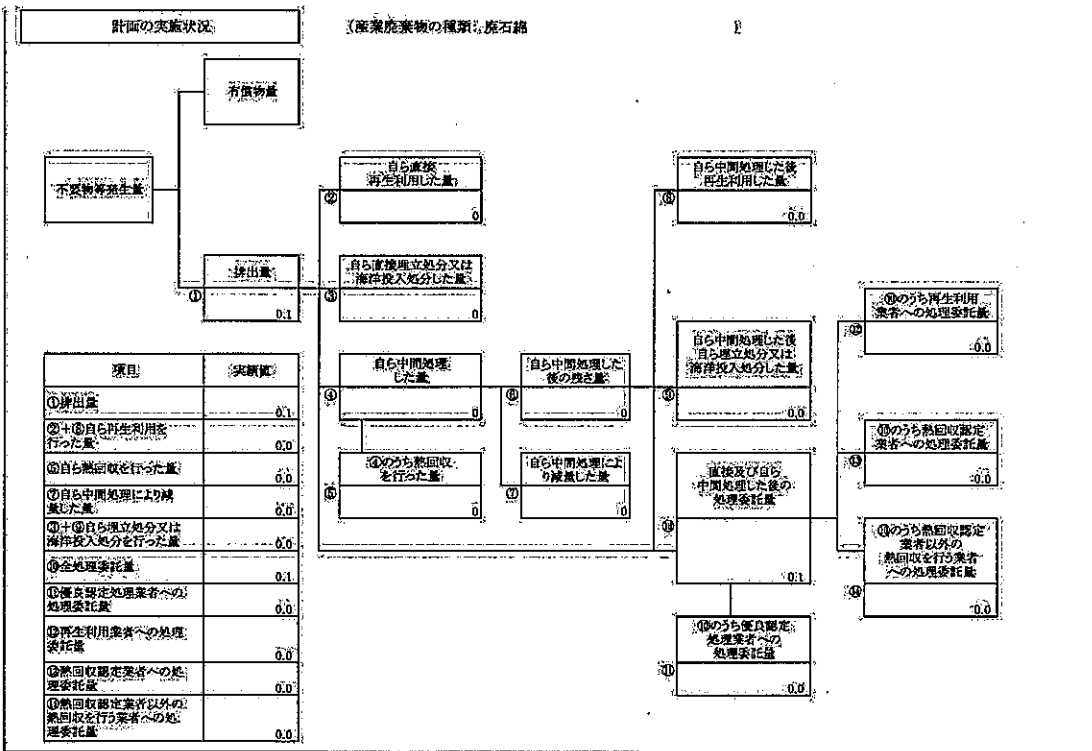 計画の実施状況
(産業廃棄物の種類:廃石綿
)
有償物量
不要物等発生量
①
排出量
0.1
②
自ら直接
再生利用した量
0
③
自ら直接埋立処分又は
海洋投入処分した量
0
④
自ら中間処理
した量
0
⑤
④のうち熱回収
を行った量
0
⑥
自ら中間処理した
後の残さ量
0
⑦
自ら中間処理によ
り減量した量
0
⑧
自ら中間処理した後
再生利用した量
0.0
⑨
自ら中間処理した後
自ら埋立処分又は
海洋投入処分した量
0.0
⑩
直接及び自ら
中間処理した後の
処理委託量
0.1
⑪
⑩のうち優良認定
処理業者への
処理委託量
0.0
⑫
⑩のうち再生利用
業者への処理委託量
0.0
⑬
⑩のうち熱回収認定
業者への処理委託量
0.0
⑭
⑩のうち熱回収認定
業者以外の
熱回収を行う業者
への処理委託量
0.0
項目 実績値
①排出量 0.1
②+⑧自ら再生利用を
行った量 0.0
⑤自ら熱回収を行った量 0.0
⑦自ら中間処理により減
量した量 0.0
③+⑨自ら埋立処分又は
海洋投入処分を行った量 0.0
⑩全処理委託量 0.1
⑪優良認定処理業者への
処理委託量 0.0
⑫再生利用業者への処理
委託量 0.0
⑬熱回収認定業者への処
理委託量 0.0
⑭熱回収認定業者以外の
熱回収を行う業者への処
理委託量 0.0